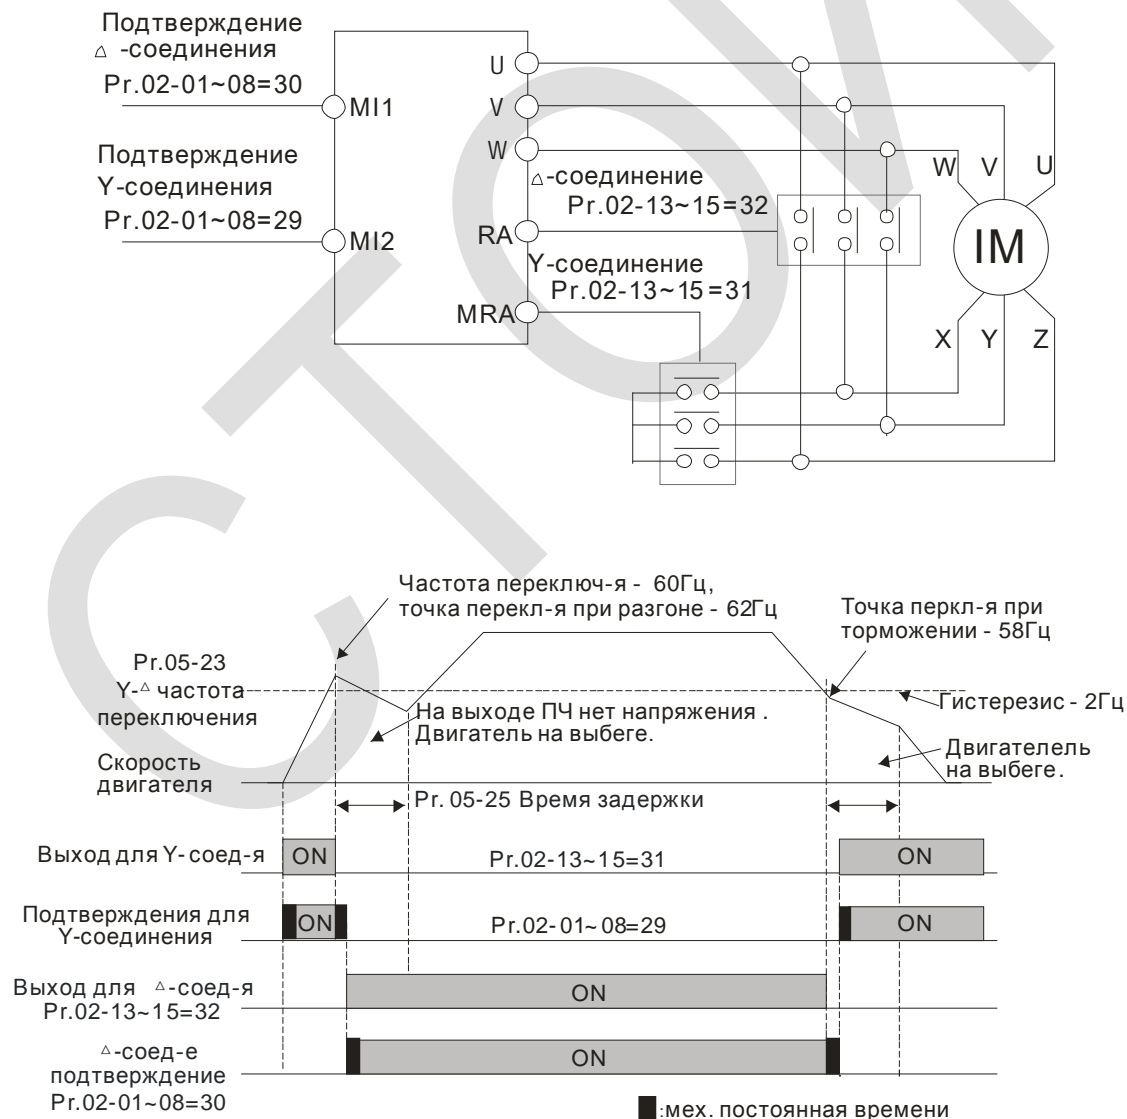 Подтверждение
△ -соединения
Pr.02-01~08=30
MI1
Подтверждение
Y-соединения
Pr.02-01~08=29
MI2
U
V
W
△-соединение
Pr.02-13~15=32
RA
Y-соединение
Pr.02-13~15=31
MRA
W V U
IM
X Y Z
Частота переключ-я - 60Гц,
точка перекл-я при разгоне - 62Гц
Точка перкл-я при
торможении - 58Гц
Pr.05-23
Y-△ частота
переключения
Гистерезис - 2Гц
На выходе ПЧ нет напряжения .
Двигатель на выбеге.
Двигателель
на выбеге.
Скорость
двигателя
Pr. 05-25 Время задержки
Выход для Y-соед-я
ON
Pr.02-13~15=31
ON
Подтверждения для
Y-соединения
ON
Pr.02-01~08=29
ON
Выход для △-соед-я
Pr.02-13~15=32
ON
△-соед-е
подтверждение
Pr.02-01~08=30
ON
:мех. постоянная времени
СТОИ